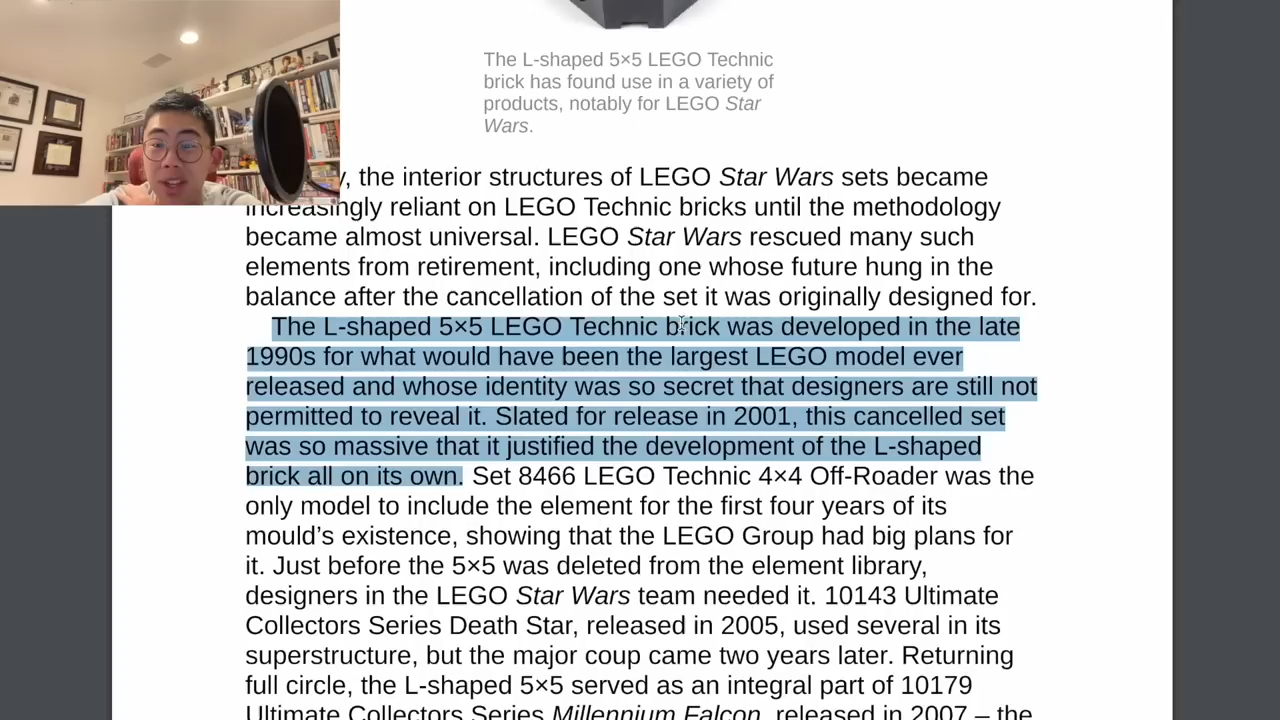 The L-shaped 5×5 LEGO Technic
brick has found use in a variety of
products, notably for LEGO Star
Wars.
, the interior structures of LEGO Star Wars sets became
increasingly reliant on LEGO Technic bricks until the methodology
became almost universal. LEGO Star Wars rescued many such
elements from retirement, including one whose future hung in the
balance after the cancellation of the set it was originally designed for.
The L-shaped 5×5 LEGO Technic brick was developed in the late
1990s for what would have been the largest LEGO model ever
released and whose identity was so secret that designers are still not
permitted to reveal it. Slated for release in 2001, this cancelled set
was so massive that it justified the development of the L-shaped
brick all on its own. Set 8466 LEGO Technic 4×4 Off-Roader was the
only model to include the element for the first four years of its
mould’s existence, showing that the LEGO Group had big plans for
it. Just before the 5×5 was deleted from the element library,
designers in the LEGO Star Wars team needed it. 10143 Ultimate
Collectors Series Death Star, released in 2005, used several in its
superstructure, but the major coup came two years later. Returning
full circle, the L-shaped 5×5 served as an integral part of 10179
Ultimate Collectors Series Millennium Falcon, released in 2007 – the